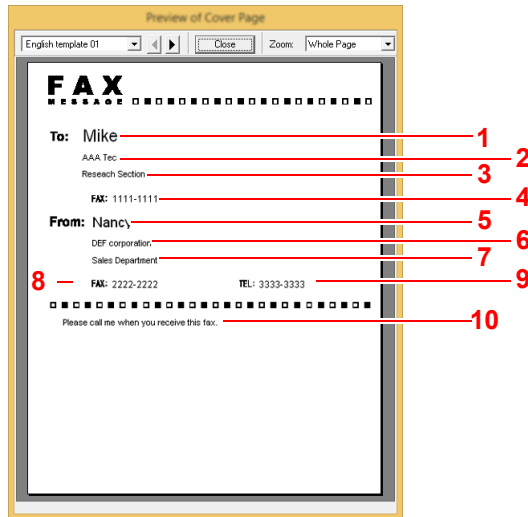 Preview of Cover Page
English template 01 Close Zoom: Whole Page
FAX
MESSAGE
To: Mike 1
AAA Tec 2
Reseach Section 3
FAX: 1111-1111 4
From: Nancy 5
DEF corporation 6
Sales Department 7
8 FAX: 2222-2222 TEL: 3333-3333 9
Please call me when you receive this fax. 10